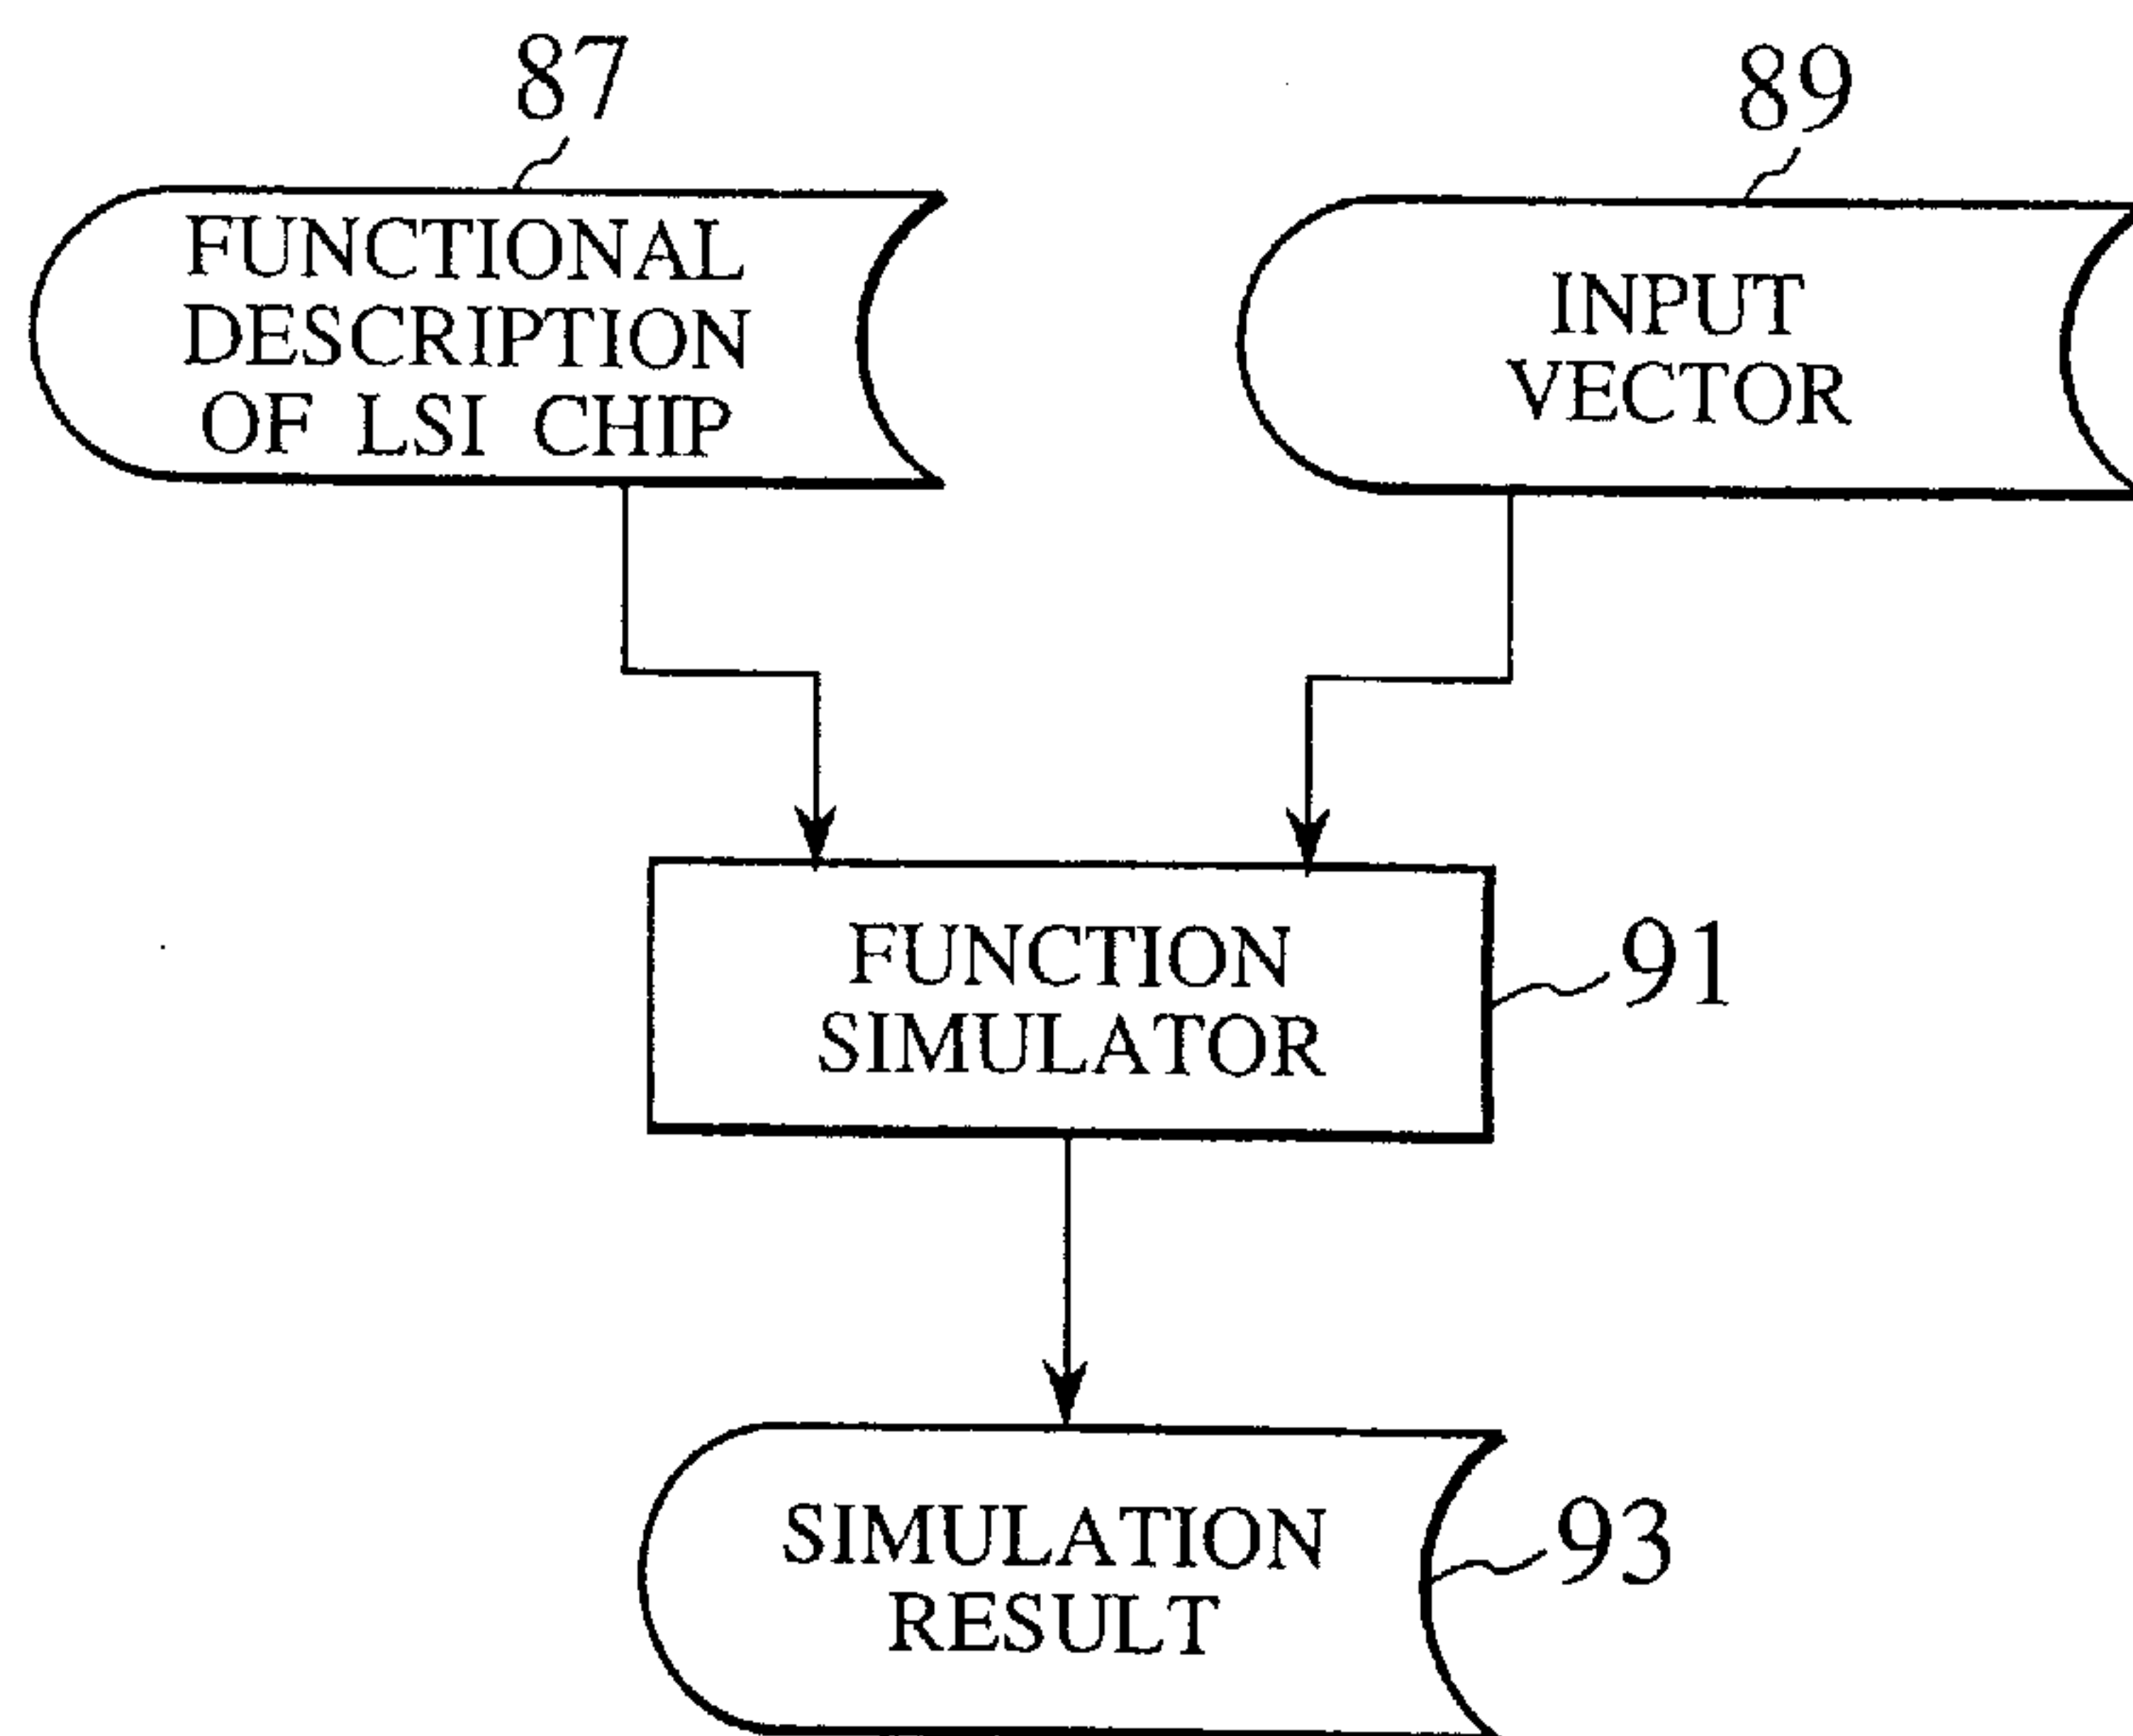 87
89
FUNCTIONAL
DESCRIPTION
OF LSI CHIP
INPUT
VECTOR
FUNCTION
SIMULATOR
91
SIMULATION
RESULT
93